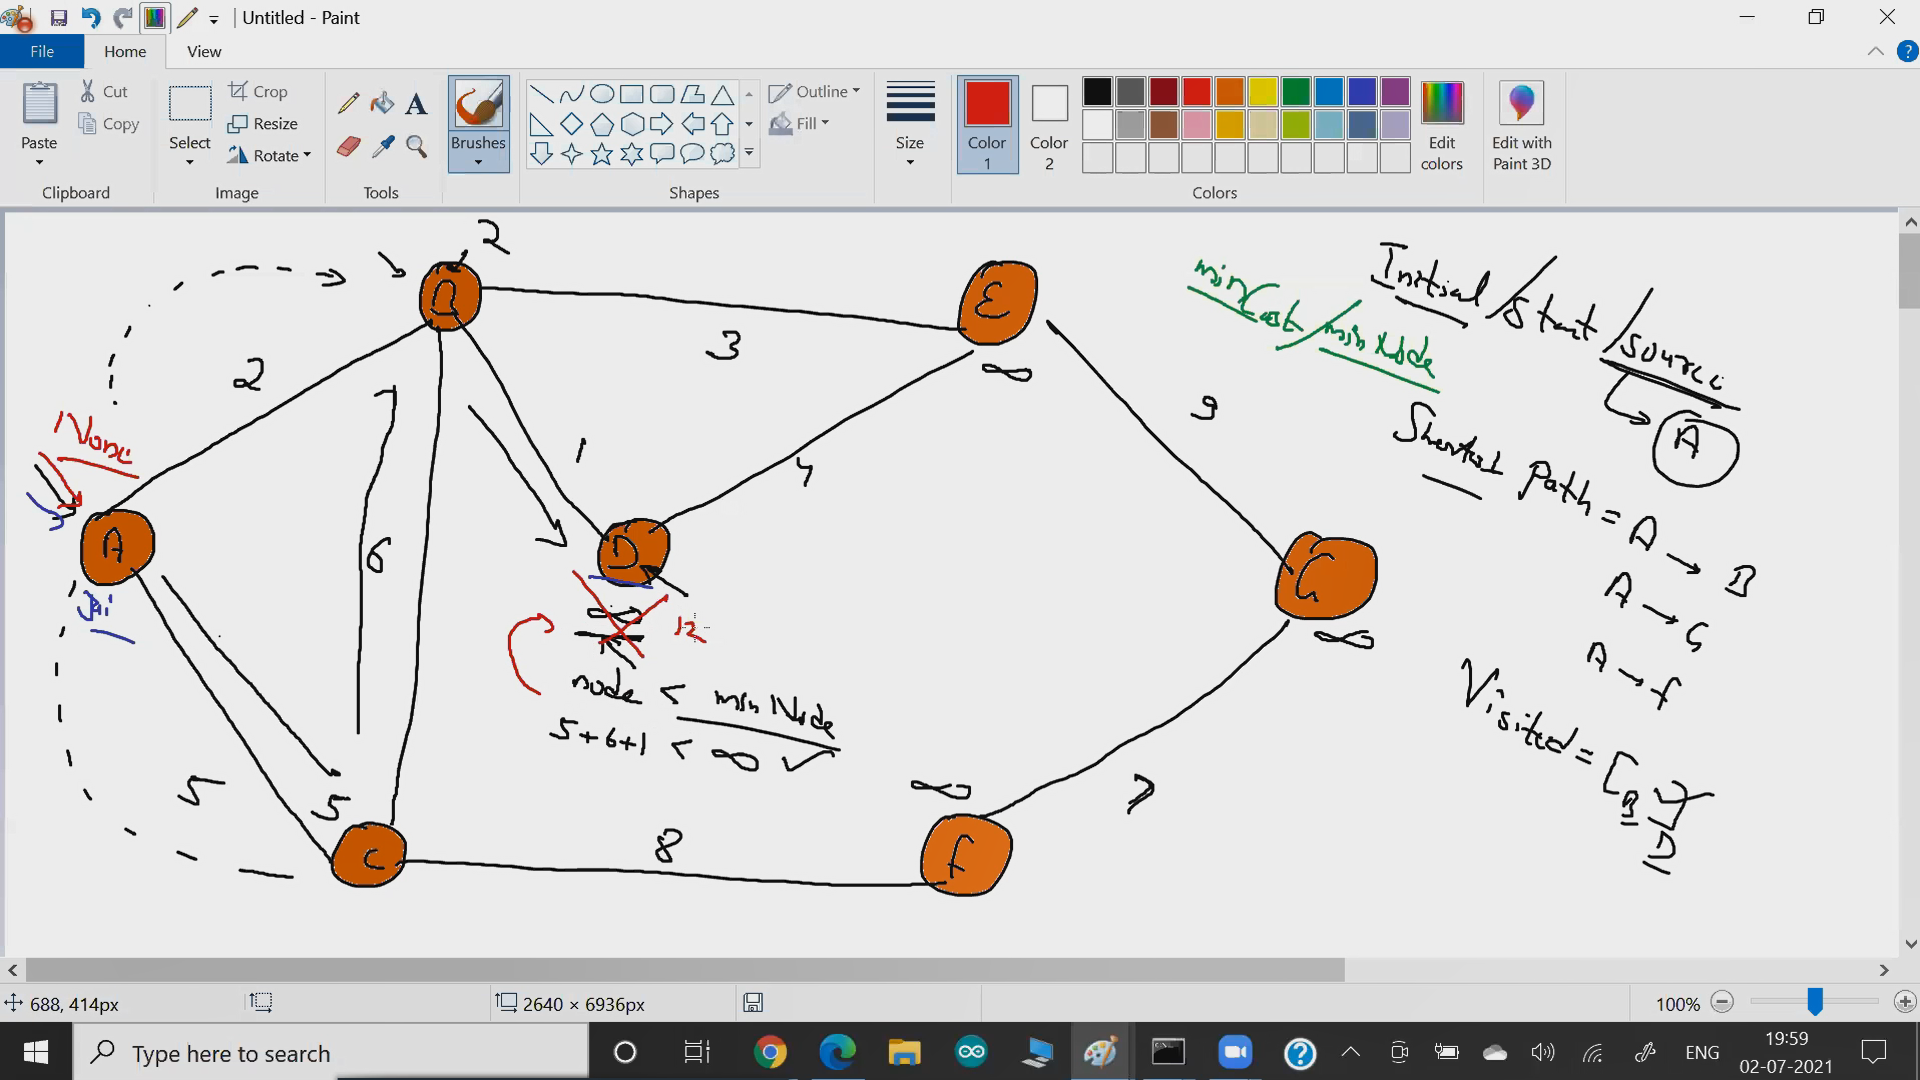 Untitled - Paint
File
Home
View
Paste
Cut
Copy
Clipboard
Select
Crop
Resize
Rotate
Image
A
Tools
Brushes
Outline
Fill
Shapes
Size
Color 1
Color 2
Edit colors
Colors
Edit with Paint 3D
2
E
∞
3
2
1
4
9
None
A
6
D
∞
12
node < minNode
5+6+1 < ∞ ✓
5
5
C
8
∞
f
7
G
∞
minCost/minNode
Initial/Start/source
A
Shortest Path = A → B
A → G
A → f
Visited = [B
D
688, 414px
2640 × 6936px
100%
Type here to search
ENG
19:59
02-07-2021